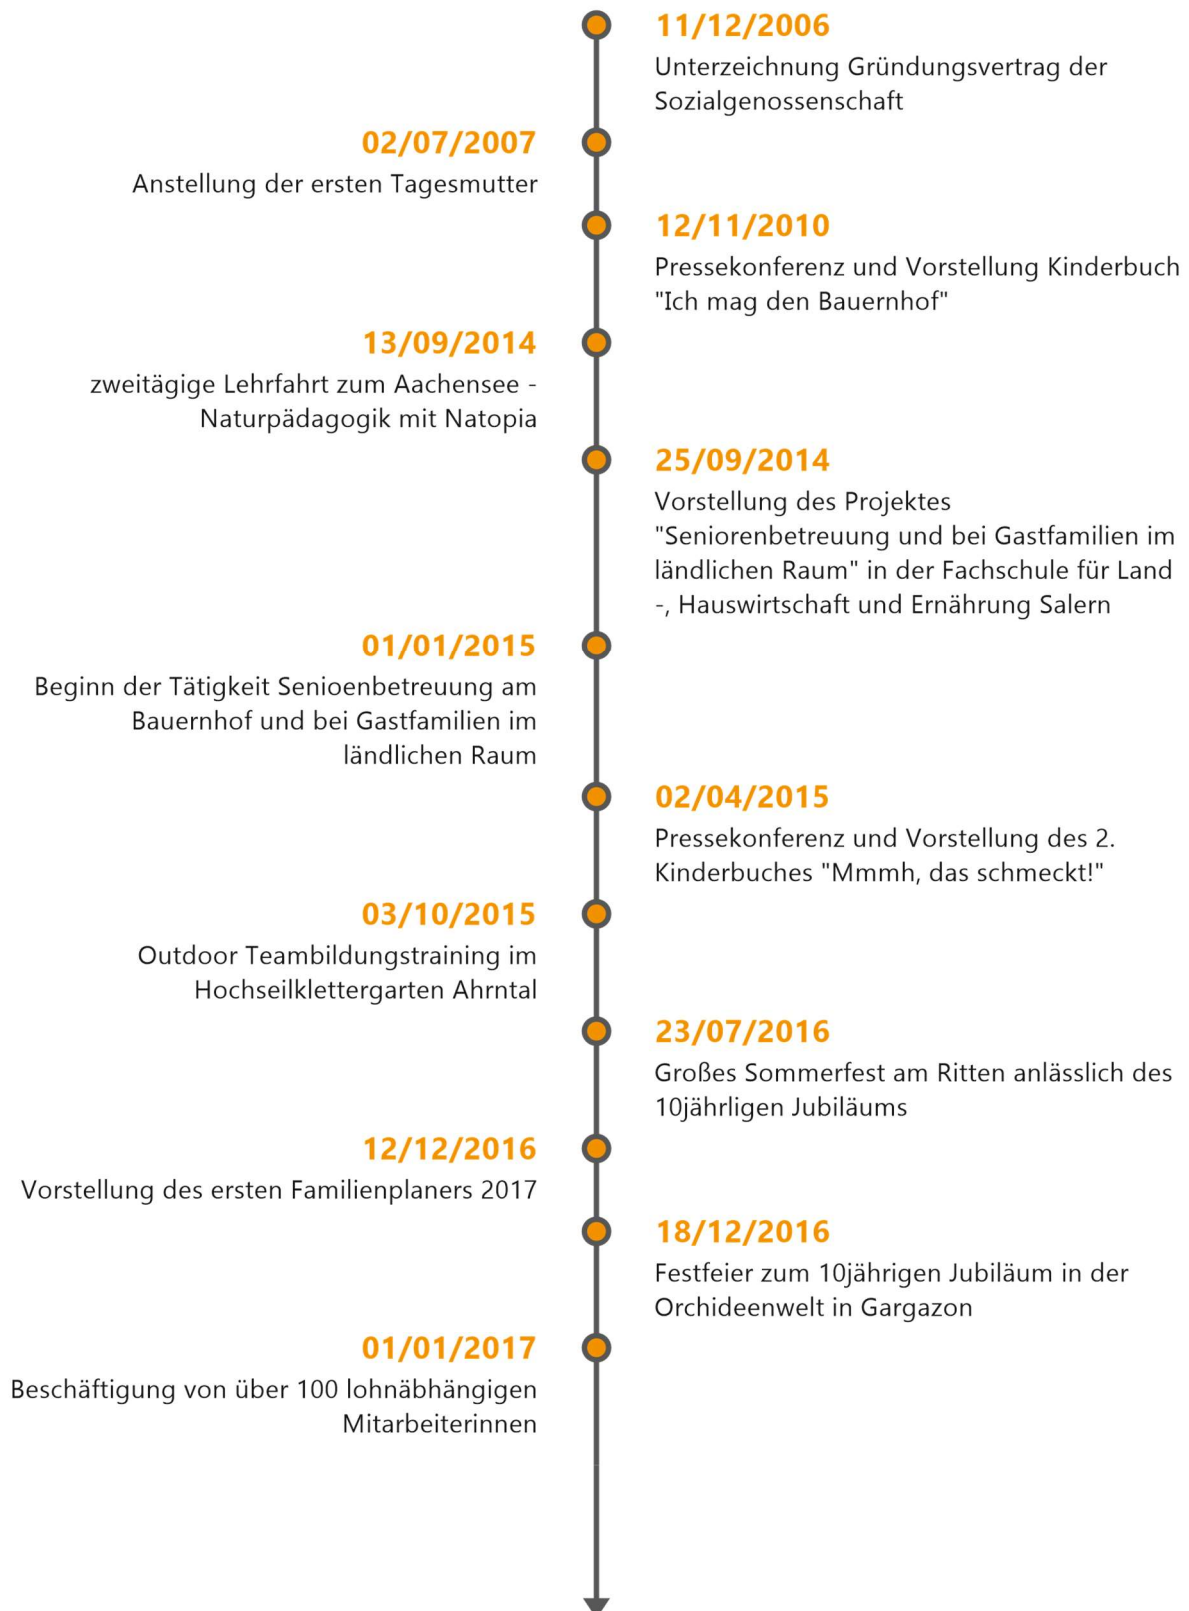 11/12/2006
Unterzeichnung Gründungsvertrag der
Sozialgenossenschaft
02/07/2007
Anstellung der ersten Tagesmutter
12/11/2010
Pressekonferenz und Vorstellung Kinderbuch
"Ich mag den Bauernhof"
13/09/2014
zweitägige Lehrfahrt zum Aachensee -
Naturpädagogik mit Natopia
25/09/2014
Vorstellung des Projektes
"Seniorenbetreuung und bei Gastfamilien im
ländlichen Raum" in der Fachschule für Land
-, Hauswirtschaft und Ernährung Salern
01/01/2015
Beginn der Tätigkeit Senioenbetreuung am
Bauernhof und bei Gastfamilien im
ländlichen Raum
02/04/2015
Pressekonferenz und Vorstellung des 2.
Kinderbuches "Mmmh, das schmeckt!"
03/10/2015
Outdoor Teambildungstraining im
Hochseilklettergarten Ahrntal
23/07/2016
Großes Sommerfest am Ritten anlässlich des
10jährligen Jubiläums
12/12/2016
Vorstellung des ersten Familienplaners 2017
18/12/2016
Festfeier zum 10jährigen Jubiläum in der
Orchideenwelt in Gargazon
01/01/2017
Beschäftigung von über 100 lohnäbhängigen
Mitarbeiterinnen